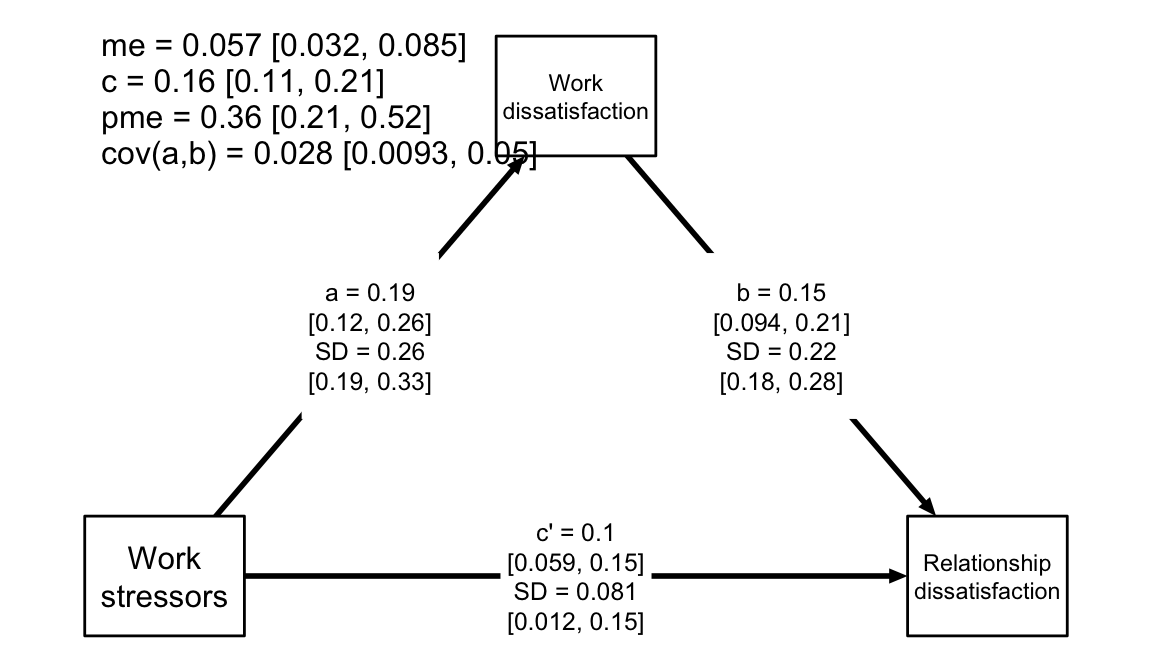 me = 0.057 [0.032, 0.085]
c = 0.16 [0.11, 0.21]
pme = 0.36 [0.21, 0.52]
cov(a,b) = 0.028 [0.0093, 0.05]
Work
dissatisfaction
a = 0.19
[0.12, 0.26]
SD = 0.26
[0.19, 0.33]
b = 0.15
[0.094, 0.21]
SD = 0.22
[0.18, 0.28]
Work
stressors
c' = 0.1
[0.059, 0.15]
SD = 0.081
[0.012, 0.15]
Relationship
dissatisfaction